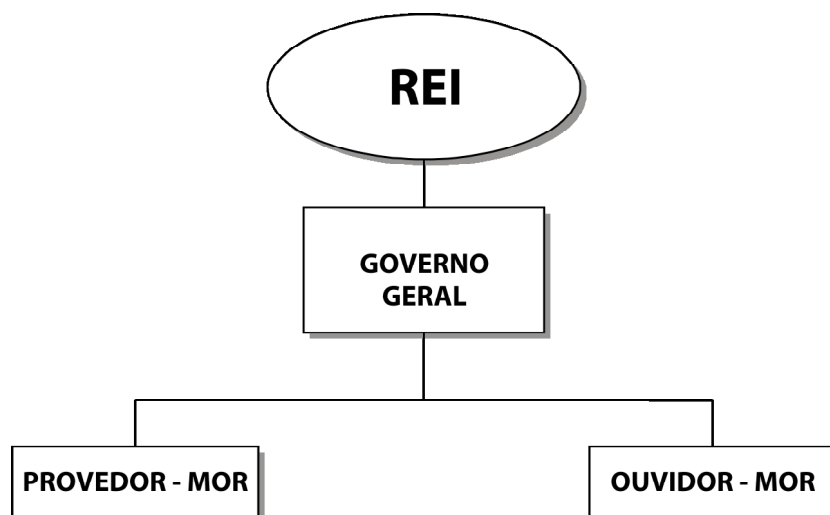 REI
GOVERNO
GERAL
PROVEDOR - MOR
OUVIDOR - MOR